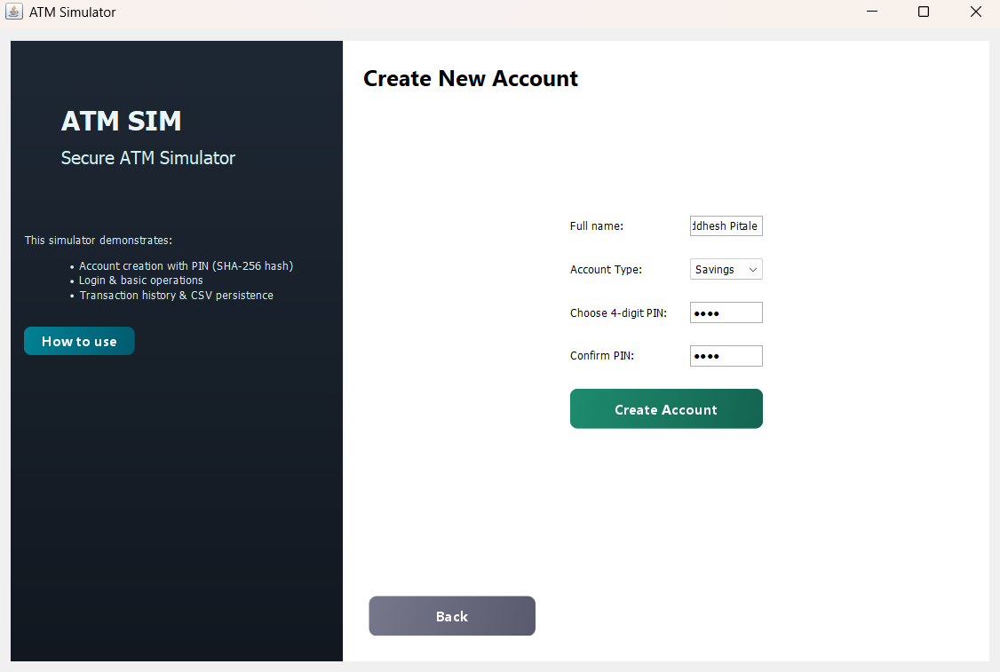 ATM Simulator
ATM SIM
Secure ATM Simulator
This simulator demonstrates:
• Account creation with PIN (SHA-256 hash)
• Login & basic operations
• Transaction history & CSV persistence
How to use
Create New Account
Full name: ddhesh Pitale
Account Type: Savings
Choose 4-digit PIN: ••••
Confirm PIN: ••••
Create Account
Back